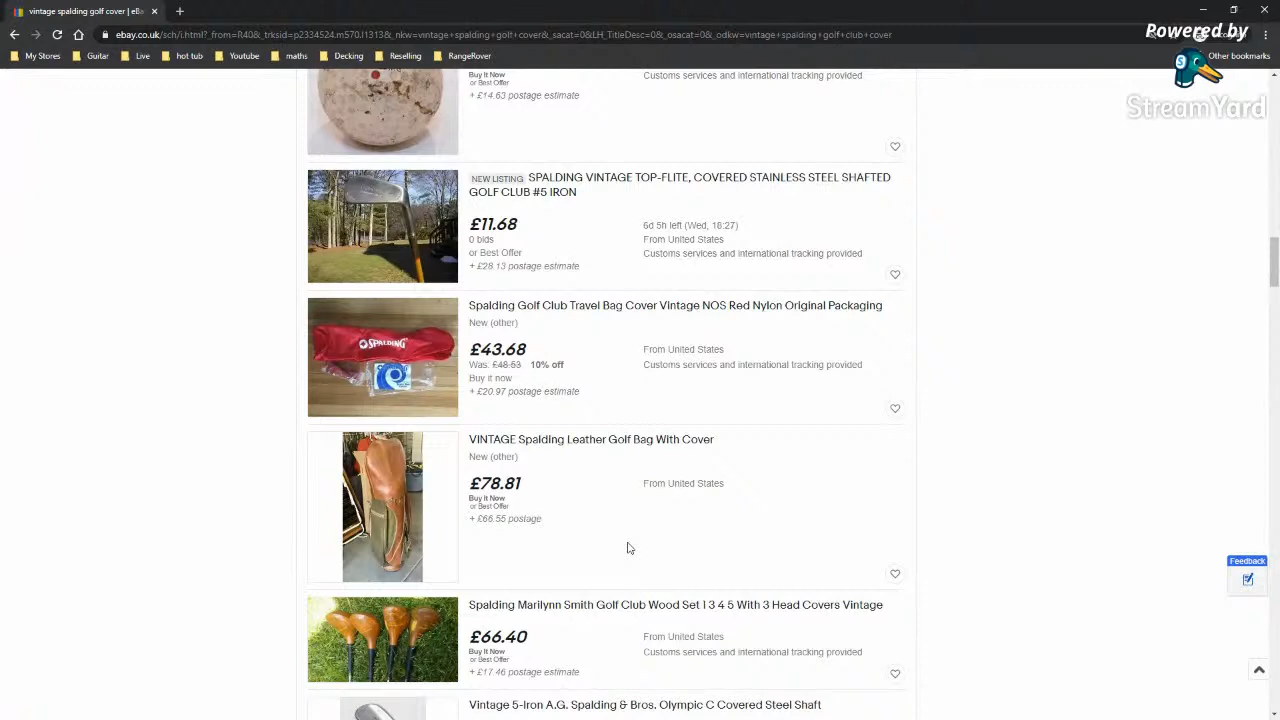 vintage spalding golf cover | eBa
ebay.co.uk/sch/i.html?_from=R40&_trksid=p2334524.m570.l1313&_nkw=vintage+spalding+golf+cover&_sacat=0&LH_TitleDesc=0&_osacat=0&_odkw=vintage+spalding+golf+club+cover
Powered by
StreamYard
My Stores
Guitar
Live
hot tub
Youtube
maths
Decking
Reselling
RangeRover
Other bookmarks
Buy It Now
or Best Offer
+ £14.63 postage estimate
Customs services and international tracking provided
NEW LISTING SPALDING VINTAGE TOP-FLITE, COVERED STAINLESS STEEL SHAFTED
GOLF CLUB #5 IRON
£11.68
0 bids
or Best Offer
+ £28.13 postage estimate
6d 5h left (Wed, 18:27)
From United States
Customs services and international tracking provided
Spalding Golf Club Travel Bag Cover Vintage NOS Red Nylon Original Packaging
New (other)
£43.68
Was: £48.53 10% off
Buy it now
+ £20.97 postage estimate
From United States
Customs services and international tracking provided
SPALDING
VINTAGE Spalding Leather Golf Bag With Cover
New (other)
£78.81
Buy It Now
or Best Offer
+ £66.55 postage
From United States
Feedback
Spalding Marilynn Smith Golf Club Wood Set 1 3 4 5 With 3 Head Covers Vintage
£66.40
Buy It Now
or Best Offer
+ £17.46 postage estimate
From United States
Customs services and international tracking provided
Vintage 5-Iron A.G. Spalding & Bros. Olympic C Covered Steel Shaft